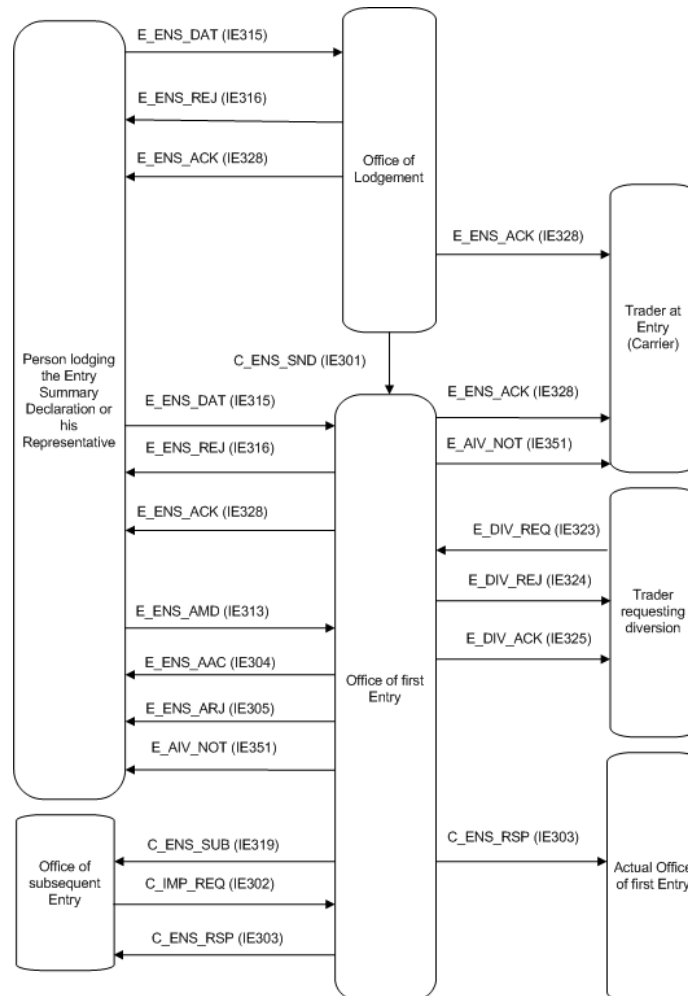 E_ENS_DAT (IE315)
E_ENS_REJ (IE316)
E_ENS_ACK (IE328)
Office of
Lodgement
E_ENS_ACK (IE328)
Trader at
Entry
(Carrier)
C_ENS_SND (IE301)
Person lodging
the Entry
Summary
Declaration or
his
Representative
E_ENS_DAT (IE315)
E_ENS_REJ (IE316)
E_ENS_ACK (IE328)
E_ENS_ACK (IE328)
E_AIV_NOT (IE351)
E_DIV_REQ (IE323)
E_DIV_REJ (IE324)
E_DIV_ACK (IE325)
Trader
requesting
diversion
E_ENS_AMD (IE313)
E_ENS_AAC (IE304)
E_ENS_ARJ (IE305)
E_AIV_NOT (IE351)
Office of first
Entry
C_ENS_SUB (IE319)
C_IMP_REQ (IE302)
C_ENS_RSP (IE303)
Office of
subsequent
Entry
C_ENS_RSP (IE303)
Actual Office
of first Entry